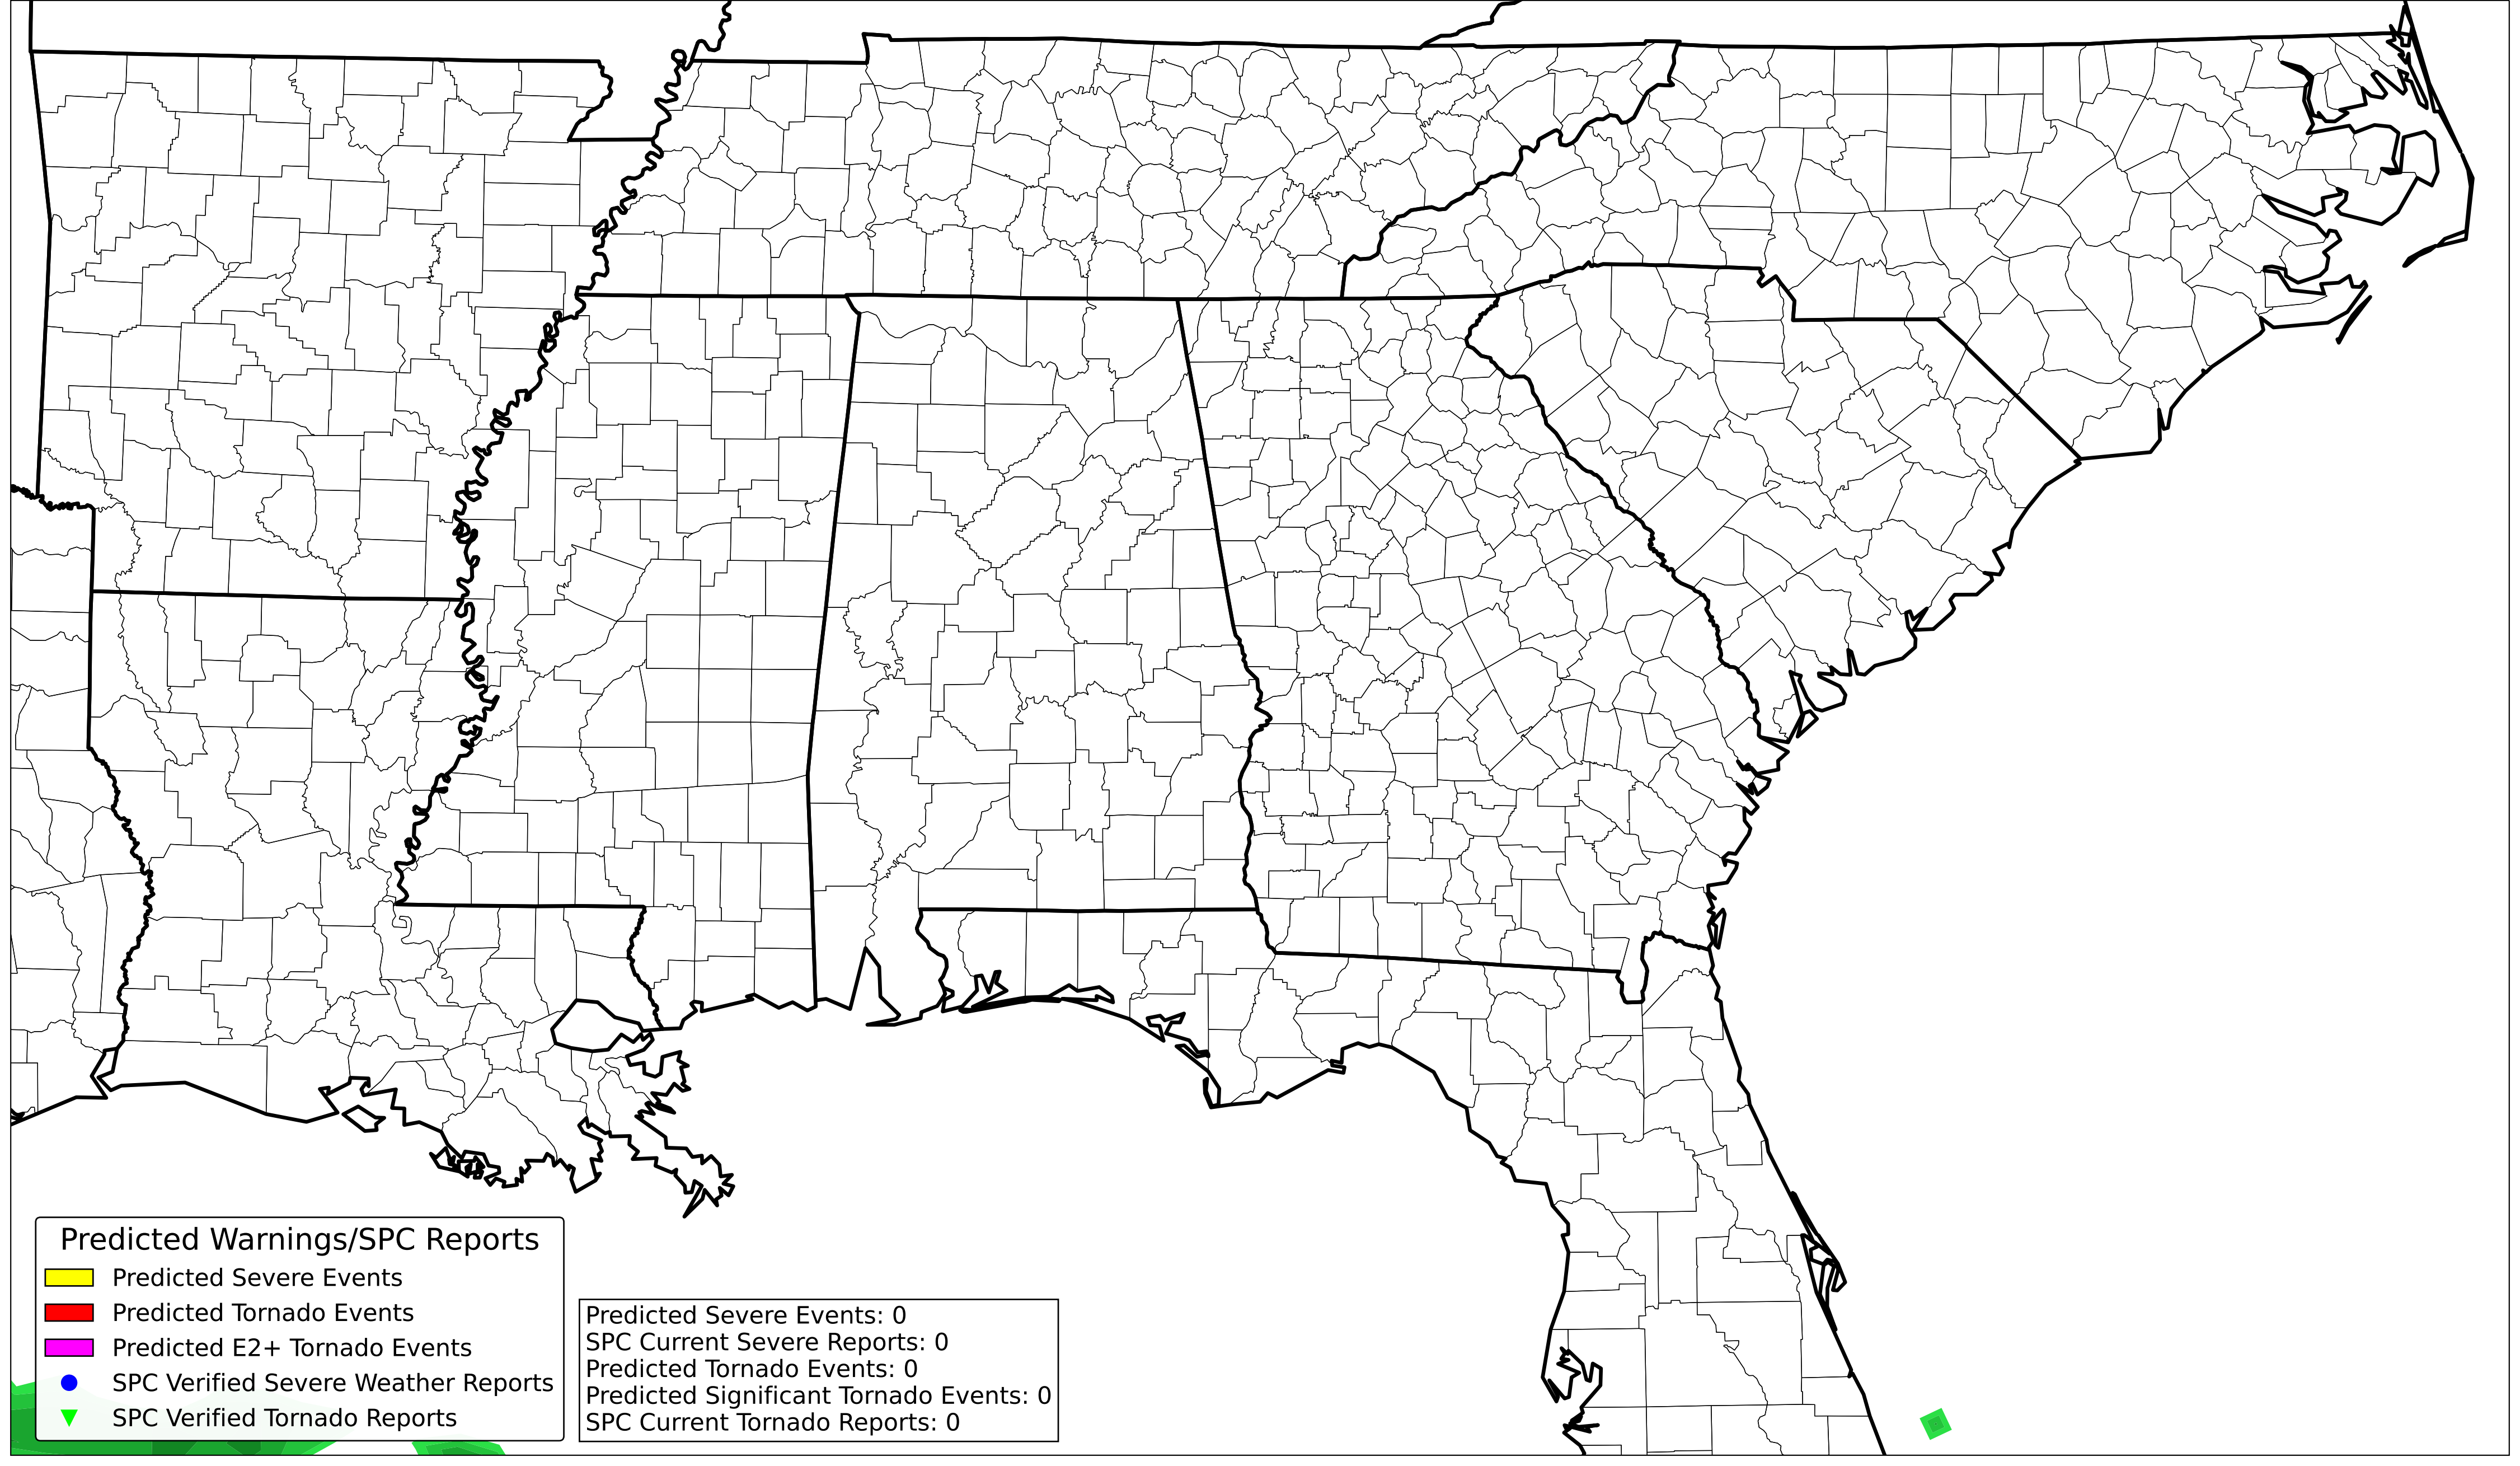 Predicted Warnings/SPC Reports
Predicted Severe Events
Predicted Tornado Events
Predicted E2+ Tornado Events
SPC Verified Severe Weather Reports
SPC Verified Tornado Reports
Predicted Severe Events: 0
SPC Current Severe Reports: 0
Predicted Tornado Events: 0
Predicted Significant Tornado Events: 0
SPC Current Tornado Reports: 0